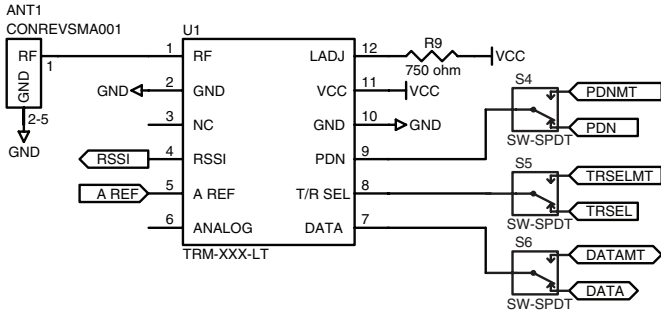 ANT1
CONREVSMA001
RF
1
GND
2-5
GND
U1
1
RF
2
GND
GND
3
NC
RSSI
4
RSSI
A REF
5
A REF
6
ANALOG
LADJ
12
R9
750 ohm
VCC
VCC
11
VCC
GND
10
GND
PDN
9
T/R SEL
8
DATA
7
TRM-XXX-LT
S4
PDNMT
PDN
SW-SPDT
S5
TRSELMT
TRSEL
SW-SPDT
S6
DATAMT
DATA
SW-SPDT